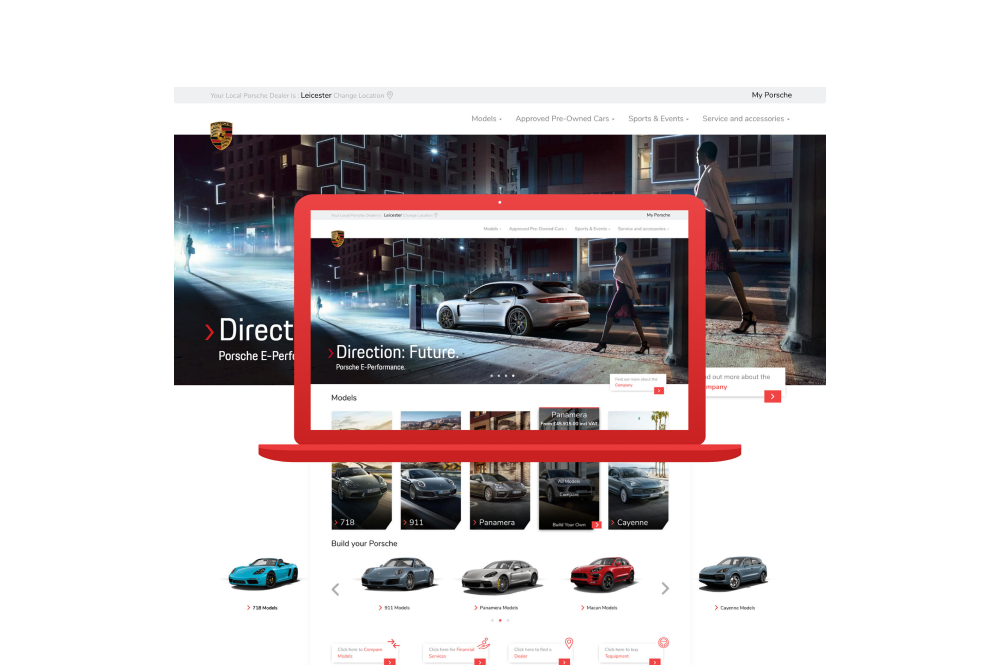 Your Local Porsche Dealer is : Leicester Change Location
My Porsche
Models
Approved Pre-Owned Cars
Sports & Events
Service and accessories
Your Local Porsche Dealer is : Leicester Change Location
My Porsche
Models
Approved Pre-Owned Cars
Sports & Events
Service and accessories
Direct
Porsche E-Perfo
Direction: Future.
Porsche E-Performance.
Find our more about the
Company
d out more about the
mpany
Models
Panamera
From £68,915.00 incl VAT
718
911
Panamera
All Models
Compare
Build Your Own
Cayenne
Build your Porsche
718 Models
911 Models
Panamera Models
Macan Models
Cayenne Models
Click here to Compare
Models
Click here for Financial
Services
Click here to find a
Dealer
Click here to buy
Tequipment